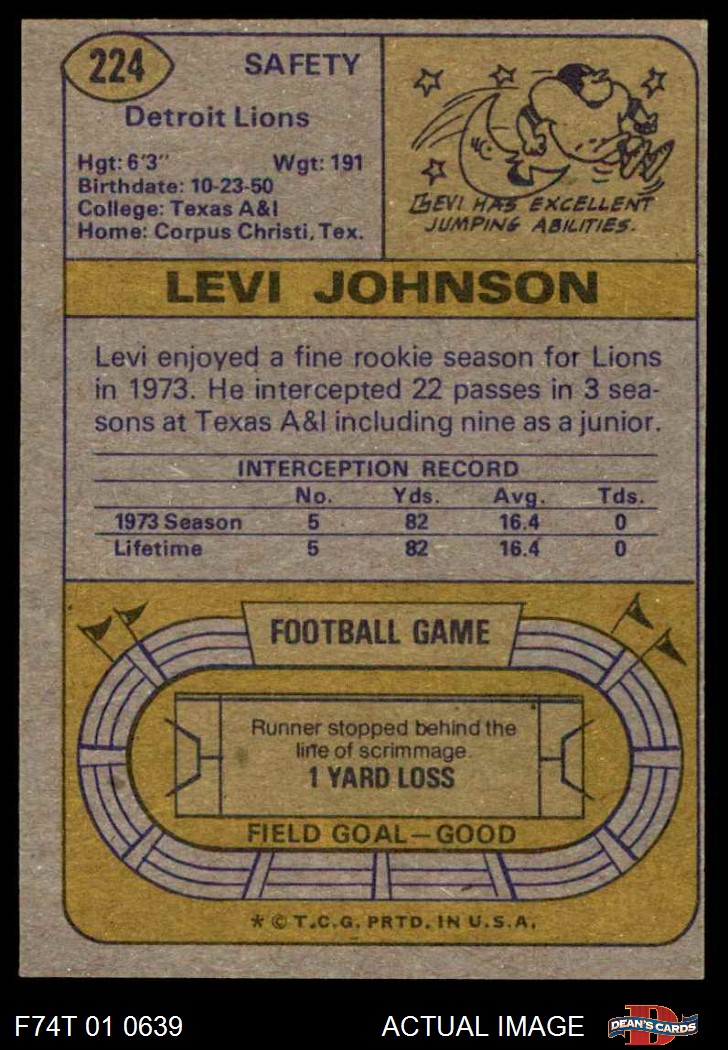 224
SAFETY
Detroit Lions
Hgt: 6'3" Wgt: 191
Birthdate: 10-23-50
College: Texas A&I
Home: Corpus Christi, Tex.
LEVI HAS EXCELLENT
JUMPING ABILITIES.
LEVI JOHNSON
Levi enjoyed a fine rookie season for Lions
in 1973. He intercepted 22 passes in 3 sea-
sons at Texas A&I including nine as a junior.
INTERCEPTION RECORD
No. Yds. Avg. Tds.
1973 Season 5 82 16.4 0
Lifetime 5 82 16.4 0
FOOTBALL GAME
Runner stopped behind the
line of scrimmage.
1 YARD LOSS
FIELD GOAL—GOOD
* © T.C.G. PRTD. IN U.S.A.
F74T 01 0639 ACTUAL IMAGE
D
DEAN'S CARDS